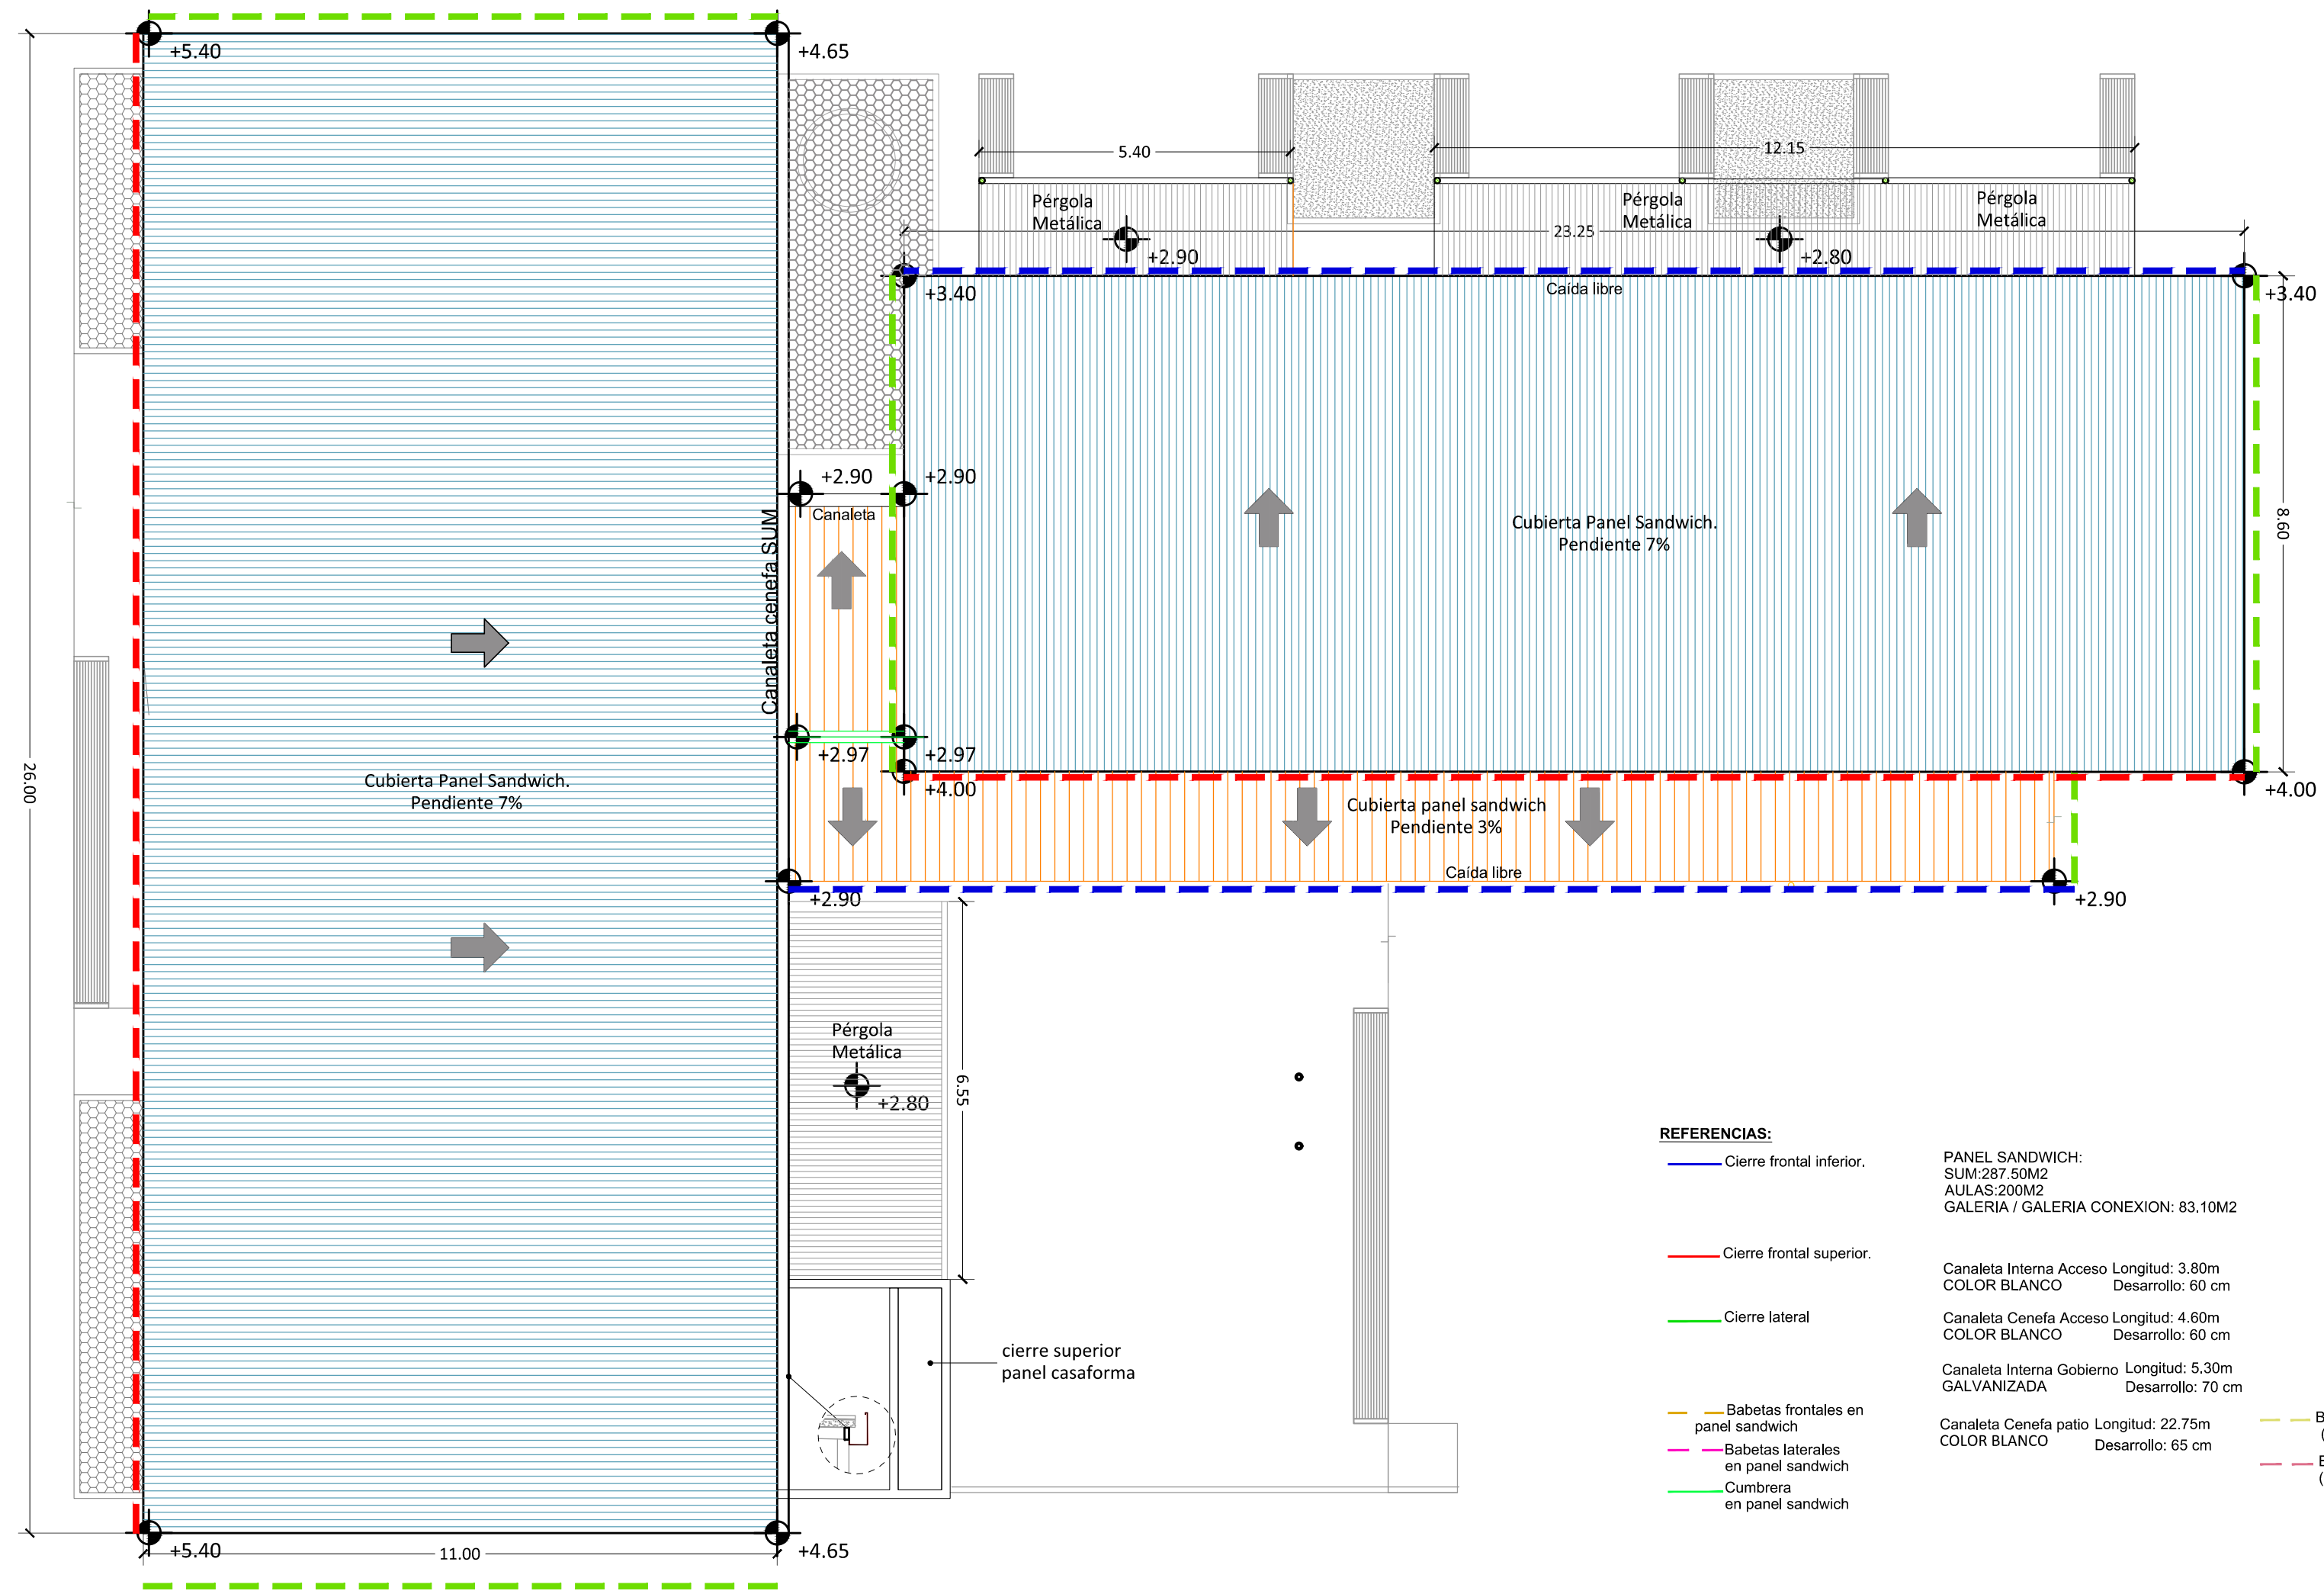 +5.40
+4.65
5.40
12.15
Pérgola
Metálica
Pérgola
Metálica
Pérgola
Metálica
23.25
+2.90
+2.80
+3.40
Caída libre
+3.40
+2.90
+2.90
Canaleta
Canaleta cenefa SUM
Cubierta Panel Sandwich.
Pendiente 7%
8.60
+2.97
+2.97
26.00
Cubierta Panel Sandwich.
Pendiente 7%
+4.00
+4.00
Cubierta panel sandwich
Pendiente 3%
Caída libre
+2.90
+2.90
Pérgola
Metálica
+2.80
6.55
cierre superior
panel casaforma
+5.40
11.00
+4.65
REFERENCIAS:
Cierre frontal inferior.
Cierre frontal superior.
Cierre lateral
Babetas frontales en
panel sandwich
Babetas laterales
en panel sandwich
Cumbrera
en panel sandwich
PANEL SANDWICH:
SUM:287.50M2
AULAS:200M2
GALERIA / GALERIA CONEXION: 83,10M2
Canaleta Interna Acceso Longitud: 3.80m
COLOR BLANCO Desarrollo: 60 cm
Canaleta Cenefa Acceso Longitud: 4.60m
COLOR BLANCO Desarrollo: 60 cm
Canaleta Interna Gobierno Longitud: 5,30m
GALVANIZADA Desarrollo: 70 cm
Canaleta Cenefa patio Longitud: 22.75m
COLOR BLANCO Desarrollo: 65 cm